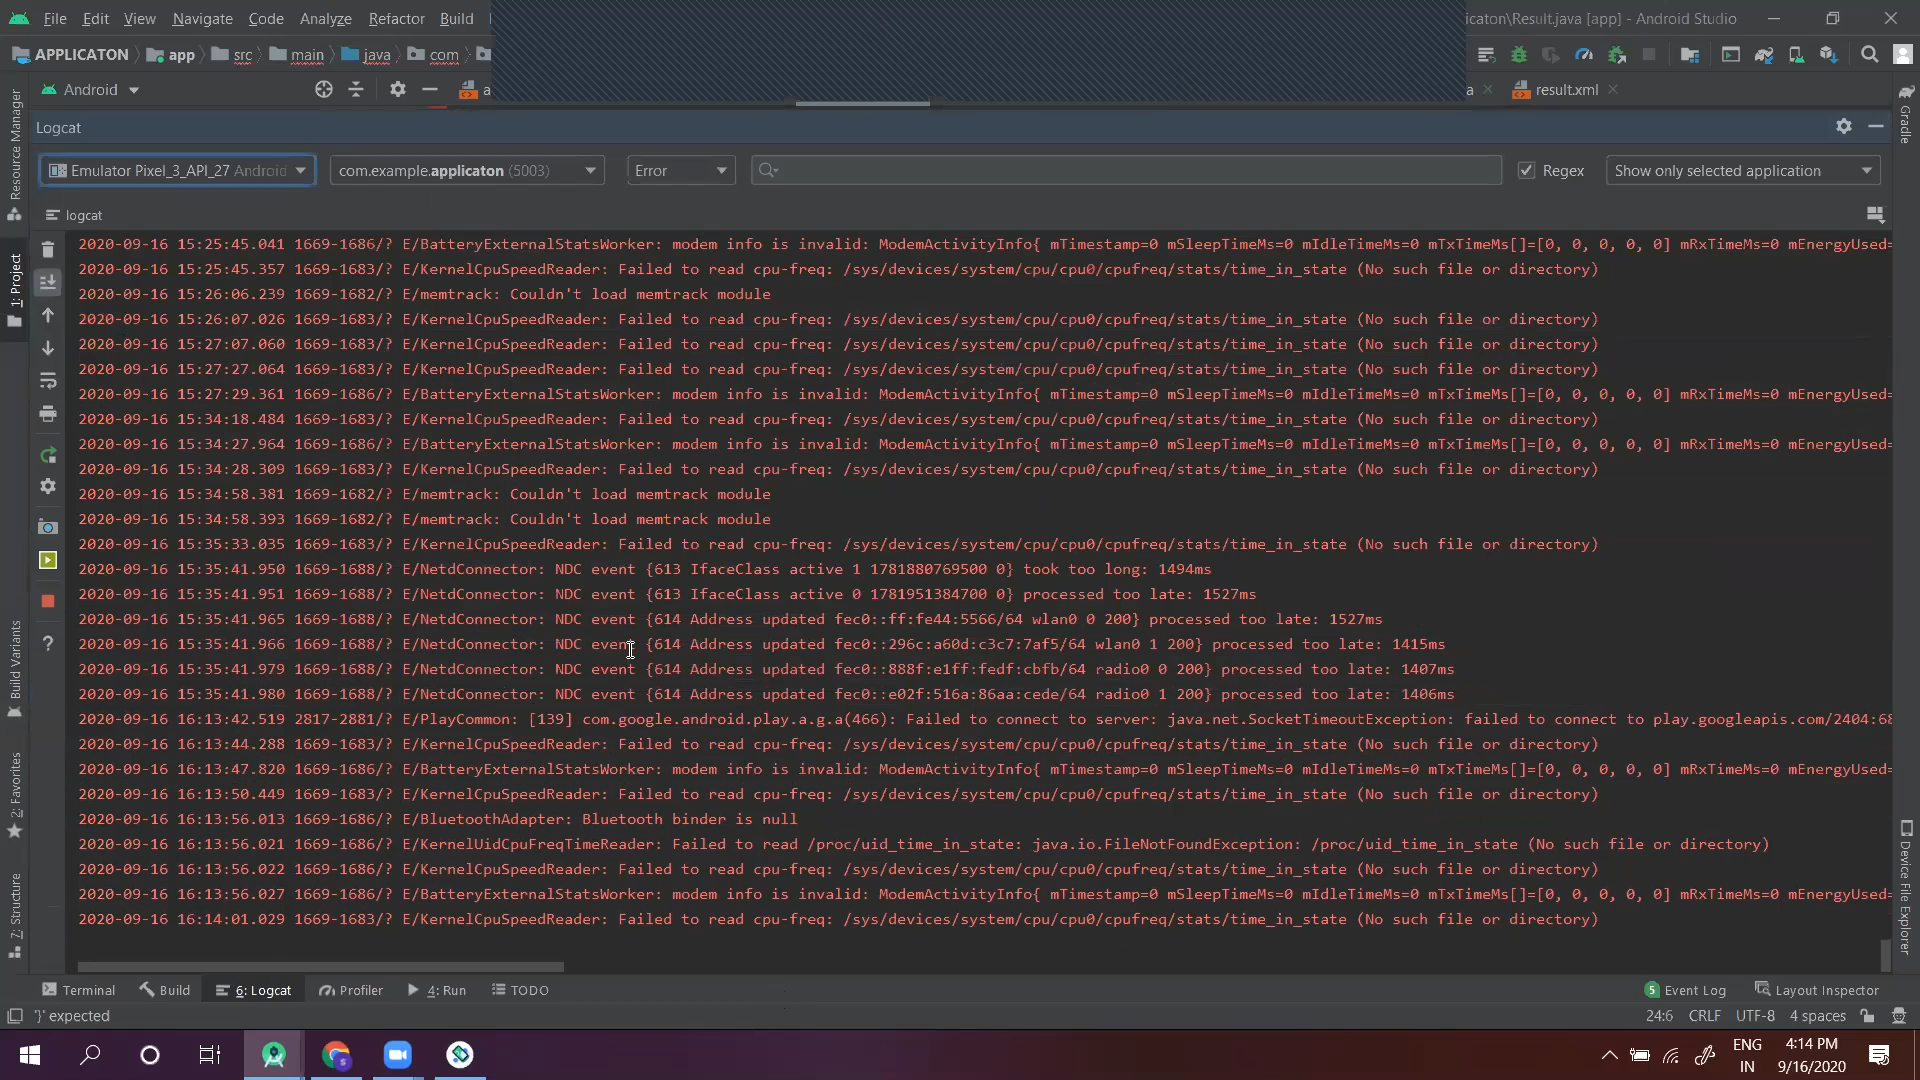 File Edit View Navigate Code Analyze Refactor Build
icaton\Result.java [app] - Android Studio
APPLICATON app src main java com
Android
a
a
result.xml
Logcat
Emulator Pixel_3_API_27 Android
com.example.applicaton (5003)
Error
Regex
Show only selected application
logcat
2020-09-16 15:25:45.041 1669-1686/? E/BatteryExternalStatsWorker: modem info is invalid: ModemActivityInfo{ mTimestamp=0 mSleepTimeMs=0 mIdleTimeMs=0 mTxTimeMs[]=[0, 0, 0, 0, 0] mRxTimeMs=0 mEnergyUsed=
2020-09-16 15:25:45.357 1669-1683/? E/KernelCpuSpeedReader: Failed to read cpu-freq: /sys/devices/system/cpu/cpu0/cpufreq/stats/time_in_state (No such file or directory)
2020-09-16 15:26:06.239 1669-1682/? E/memtrack: Couldn't load memtrack module
2020-09-16 15:26:07.026 1669-1683/? E/KernelCpuSpeedReader: Failed to read cpu-freq: /sys/devices/system/cpu/cpu0/cpufreq/stats/time_in_state (No such file or directory)
2020-09-16 15:27:07.060 1669-1683/? E/KernelCpuSpeedReader: Failed to read cpu-freq: /sys/devices/system/cpu/cpu0/cpufreq/stats/time_in_state (No such file or directory)
2020-09-16 15:27:27.064 1669-1683/? E/KernelCpuSpeedReader: Failed to read cpu-freq: /sys/devices/system/cpu/cpu0/cpufreq/stats/time_in_state (No such file or directory)
2020-09-16 15:27:29.361 1669-1686/? E/BatteryExternalStatsWorker: modem info is invalid: ModemActivityInfo{ mTimestamp=0 mSleepTimeMs=0 mIdleTimeMs=0 mTxTimeMs[]=[0, 0, 0, 0, 0] mRxTimeMs=0 mEnergyUsed=
2020-09-16 15:34:18.484 1669-1683/? E/KernelCpuSpeedReader: Failed to read cpu-freq: /sys/devices/system/cpu/cpu0/cpufreq/stats/time_in_state (No such file or directory)
2020-09-16 15:34:27.964 1669-1686/? E/BatteryExternalStatsWorker: modem info is invalid: ModemActivityInfo{ mTimestamp=0 mSleepTimeMs=0 mIdleTimeMs=0 mTxTimeMs[]=[0, 0, 0, 0, 0] mRxTimeMs=0 mEnergyUsed=
2020-09-16 15:34:28.309 1669-1683/? E/KernelCpuSpeedReader: Failed to read cpu-freq: /sys/devices/system/cpu/cpu0/cpufreq/stats/time_in_state (No such file or directory)
2020-09-16 15:34:58.381 1669-1682/? E/memtrack: Couldn't load memtrack module
2020-09-16 15:34:58.393 1669-1682/? E/memtrack: Couldn't load memtrack module
2020-09-16 15:35:33.035 1669-1683/? E/KernelCpuSpeedReader: Failed to read cpu-freq: /sys/devices/system/cpu/cpu0/cpufreq/stats/time_in_state (No such file or directory)
2020-09-16 15:35:41.950 1669-1688/? E/NetdConnector: NDC event {613 IfaceClass active 1 1781880769500 0} took too long: 1494ms
2020-09-16 15:35:41.951 1669-1688/? E/NetdConnector: NDC event {613 IfaceClass active 0 1781951384700 0} processed too late: 1527ms
2020-09-16 15:35:41.965 1669-1688/? E/NetdConnector: NDC event {614 Address updated fec0::ff:fe44:5566/64 wlan0 0 200} processed too late: 1527ms
2020-09-16 15:35:41.966 1669-1688/? E/NetdConnector: NDC event {614 Address updated fec0::296c:a60d:c3c7:7af5/64 wlan0 1 200} processed too late: 1415ms
2020-09-16 15:35:41.979 1669-1688/? E/NetdConnector: NDC event {614 Address updated fec0::888f:e1ff:fedf:cbfb/64 radio0 0 200} processed too late: 1407ms
2020-09-16 15:35:41.980 1669-1688/? E/NetdConnector: NDC event {614 Address updated fec0::e02f:516a:86aa:cede/64 radio0 1 200} processed too late: 1406ms
2020-09-16 16:13:42.519 2817-2881/? E/PlayCommon: [139] com.google.android.play.a.g.a(466): Failed to connect to server: java.net.SocketTimeoutException: failed to connect to play.googleapis.com/2404:68
2020-09-16 16:13:44.288 1669-1683/? E/KernelCpuSpeedReader: Failed to read cpu-freq: /sys/devices/system/cpu/cpu0/cpufreq/stats/time_in_state (No such file or directory)
2020-09-16 16:13:47.820 1669-1686/? E/BatteryExternalStatsWorker: modem info is invalid: ModemActivityInfo{ mTimestamp=0 mSleepTimeMs=0 mIdleTimeMs=0 mTxTimeMs[]=[0, 0, 0, 0, 0] mRxTimeMs=0 mEnergyUsed=
2020-09-16 16:13:50.449 1669-1683/? E/KernelCpuSpeedReader: Failed to read cpu-freq: /sys/devices/system/cpu/cpu0/cpufreq/stats/time_in_state (No such file or directory)
2020-09-16 16:13:56.013 1669-1686/? E/BluetoothAdapter: Bluetooth binder is null
2020-09-16 16:13:56.021 1669-1686/? E/KernelUidCpuFreqTimeReader: Failed to read /proc/uid_time_in_state: java.io.FileNotFoundException: /proc/uid_time_in_state (No such file or directory)
2020-09-16 16:13:56.022 1669-1686/? E/KernelCpuSpeedReader: Failed to read cpu-freq: /sys/devices/system/cpu/cpu0/cpufreq/stats/time_in_state (No such file or directory)
2020-09-16 16:13:56.027 1669-1686/? E/BatteryExternalStatsWorker: modem info is invalid: ModemActivityInfo{ mTimestamp=0 mSleepTimeMs=0 mIdleTimeMs=0 mTxTimeMs[]=[0, 0, 0, 0, 0] mRxTimeMs=0 mEnergyUsed=
2020-09-16 16:14:01.029 1669-1683/? E/KernelCpuSpeedReader: Failed to read cpu-freq: /sys/devices/system/cpu/cpu0/cpufreq/stats/time_in_state (No such file or directory)
Resource Manager
1: Project
Build Variants
2: Favorites
7: Structure
Gradle
Device File Explorer
Terminal Build 6: Logcat Profiler 4: Run TODO
5 Event Log Layout Inspector
'}' expected
24:6 CRLF UTF-8 4 spaces
ENG
IN
4:14 PM
9/16/2020